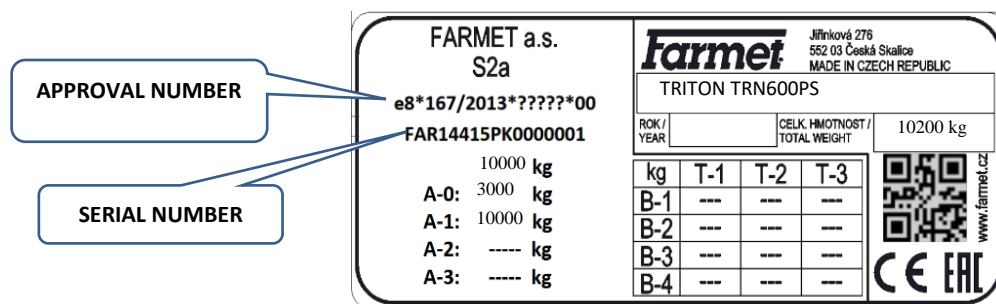 APPROVAL NUMBER
SERIAL NUMBER
FARMET a.s.
S2a
e8*167/2013*?????*00
FAR14415PK0000001
10000 kg
A-0: 3000 kg
A-1: 10000 kg
A-2: ----- kg
A-3: ----- kg
Farmet
Jiřinková 276
552 03 Česká Skalice
MADE IN CZECH REPUBLIC
TRITON TRN600PS
ROK / YEAR
CELK. HMOTNOST / TOTAL WEIGHT 10200 kg
kg T-1 T-2 T-3
B-1 --- --- ---
B-2 --- --- ---
B-3 --- --- ---
B-4 --- --- ---
www.farmet.cz
CE EAC